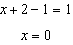 x + 2 − 1 = 1
x = 0